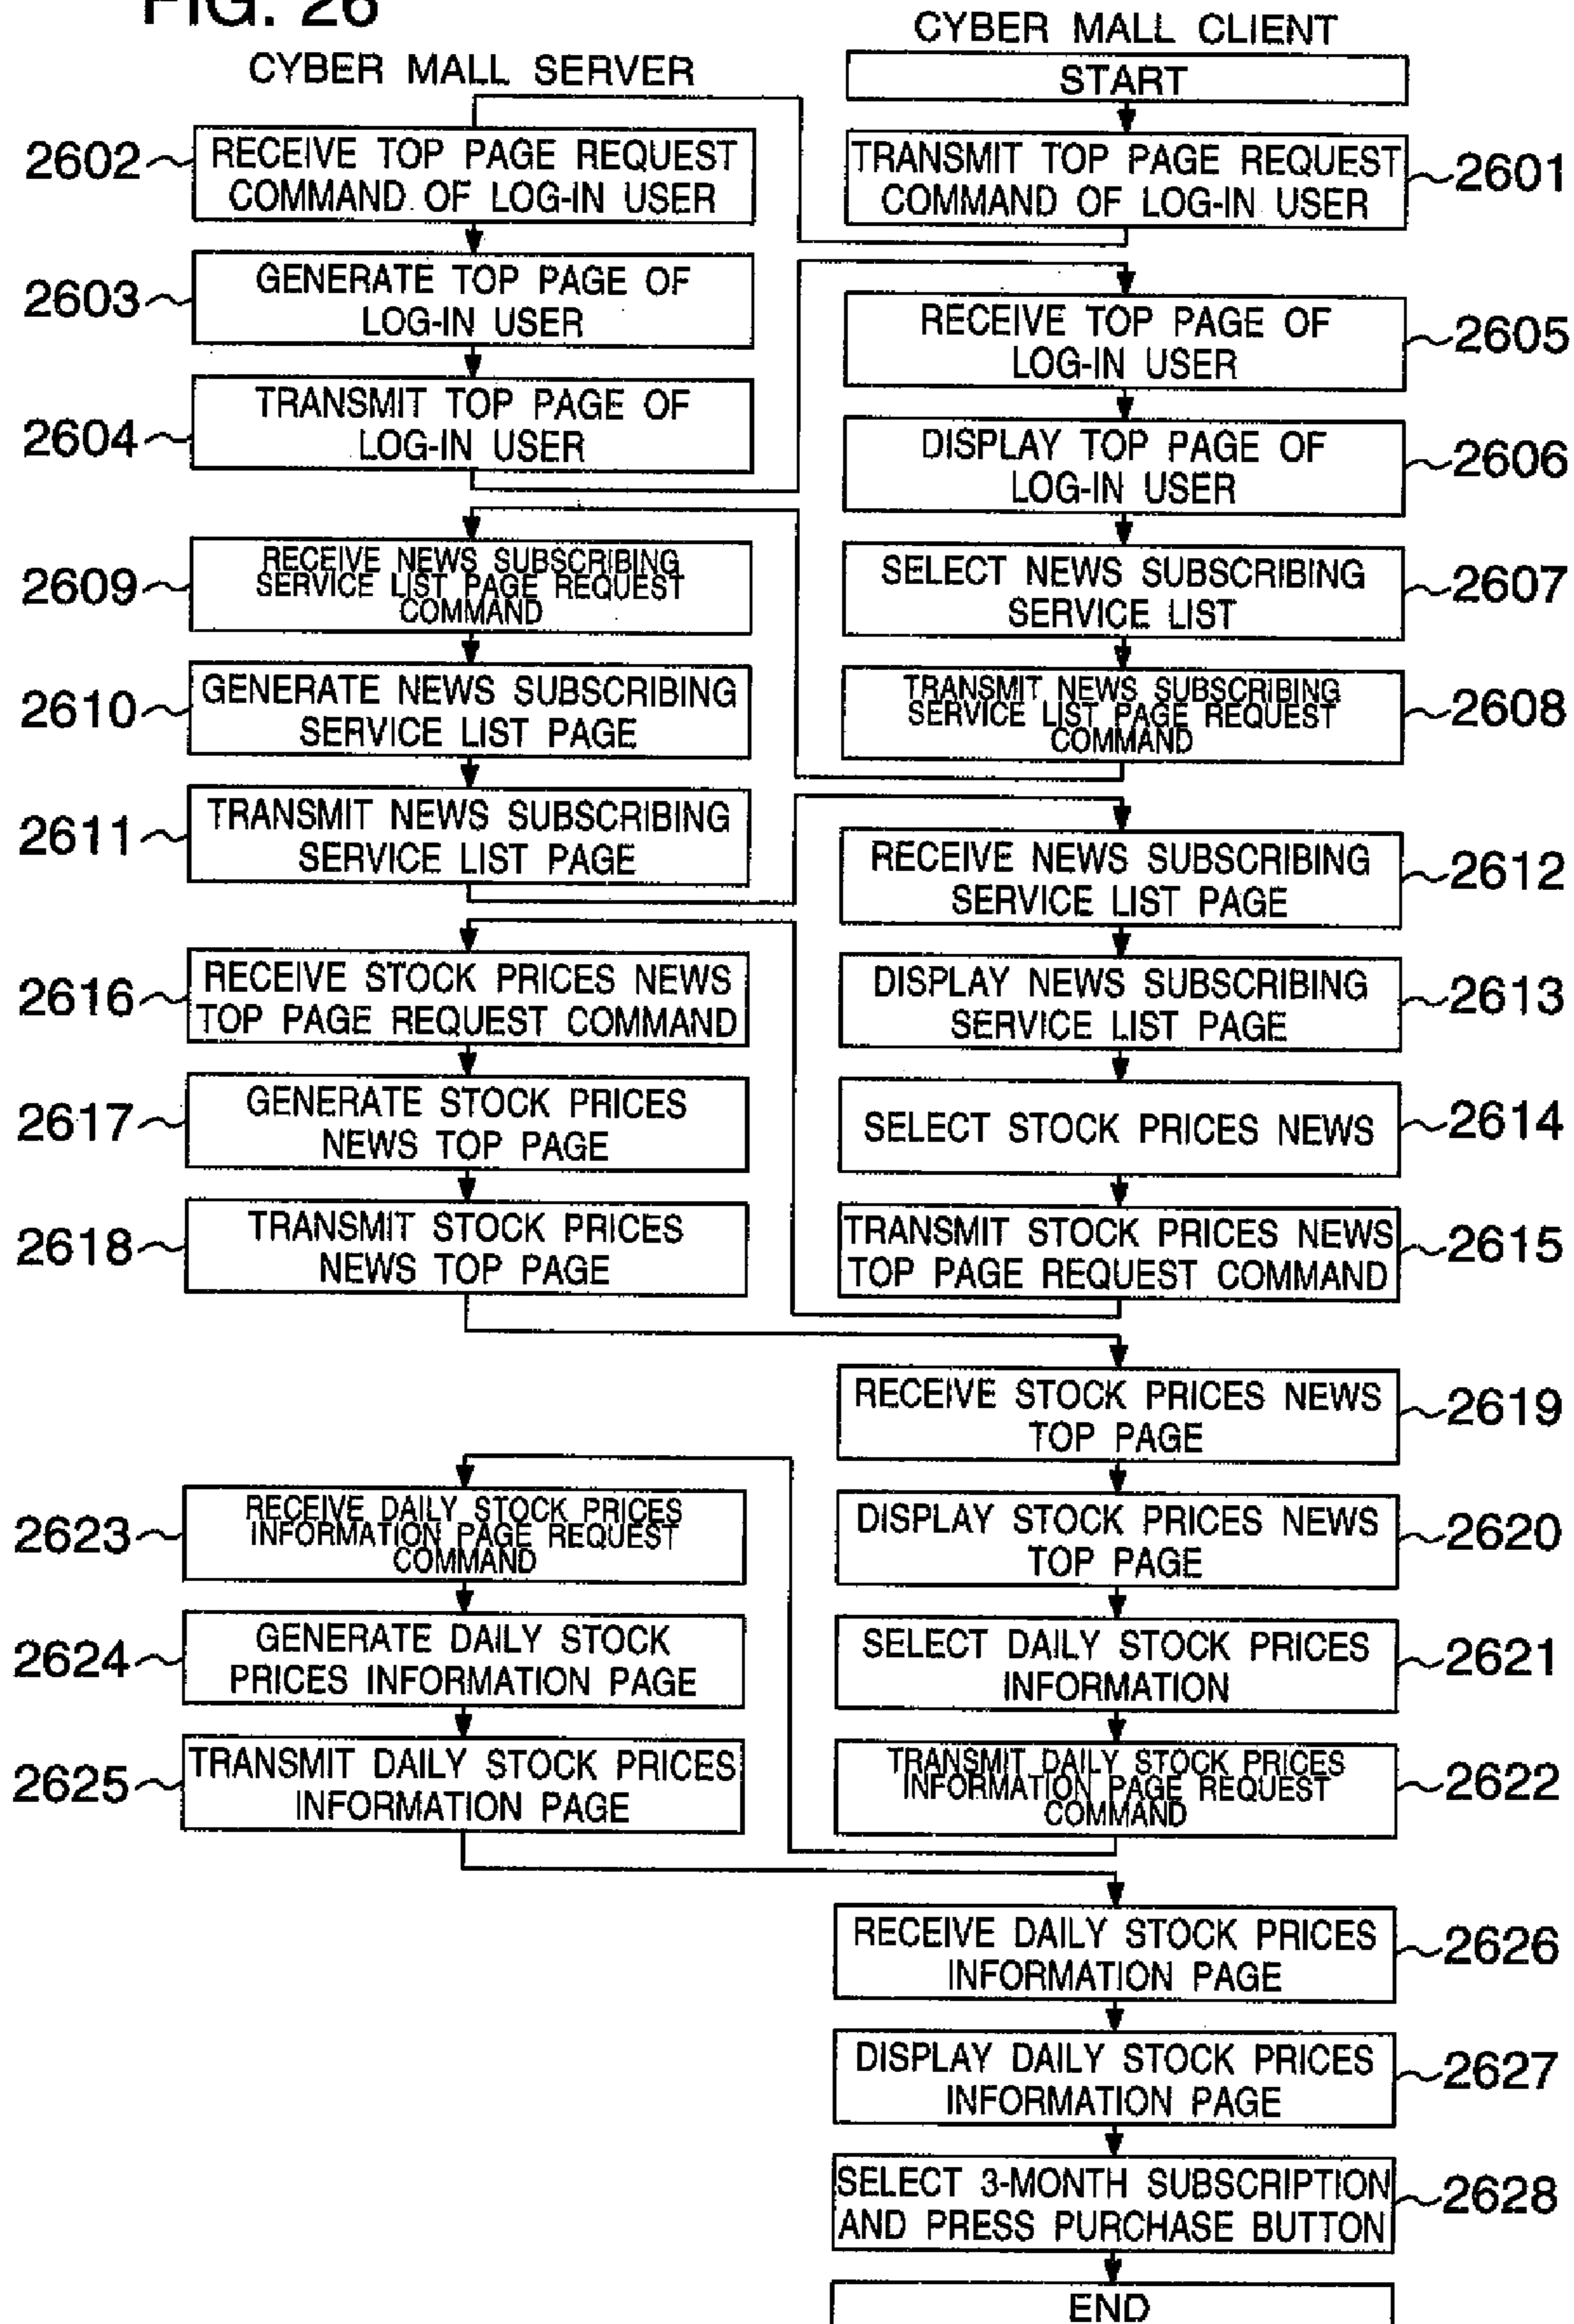 FIG. 26
CYBER MALL SERVER
CYBER MALL CLIENT
START
2602
RECEIVE TOP PAGE REQUEST
COMMAND OF LOG-IN USER
TRANSMIT TOP PAGE REQUEST
COMMAND OF LOG-IN USER
2601
2603
GENERATE TOP PAGE OF
LOG-IN USER
RECEIVE TOP PAGE OF
LOG-IN USER
2605
2604
TRANSMIT TOP PAGE OF
LOG-IN USER
DISPLAY TOP PAGE OF
LOG-IN USER
2606
2609
RECEIVE NEWS SUBSCRIBING
SERVICE LIST PAGE REQUEST
COMMAND
SELECT NEWS SUBSCRIBING
SERVICE LIST
2607
2610
GENERATE NEWS SUBSCRIBING
SERVICE LIST PAGE
TRANSMIT NEWS SUBSCRIBING
SERVICE LIST PAGE REQUEST
COMMAND
2608
2611
TRANSMIT NEWS SUBSCRIBING
SERVICE LIST PAGE
RECEIVE NEWS SUBSCRIBING
SERVICE LIST PAGE
2612
2616
RECEIVE STOCK PRICES NEWS
TOP PAGE REQUEST COMMAND
DISPLAY NEWS SUBSCRIBING
SERVICE LIST PAGE
2613
2617
GENERATE STOCK PRICES
NEWS TOP PAGE
SELECT STOCK PRICES NEWS
2614
2618
TRANSMIT STOCK PRICES
NEWS TOP PAGE
TRANSMIT STOCK PRICES NEWS
TOP PAGE REQUEST COMMAND
2615
RECEIVE STOCK PRICES NEWS
TOP PAGE
2619
2623
RECEIVE DAILY STOCK PRICES
INFORMATION PAGE REQUEST
COMMAND
DISPLAY STOCK PRICES NEWS
TOP PAGE
2620
2624
GENERATE DAILY STOCK
PRICES INFORMATION PAGE
SELECT DAILY STOCK PRICES
INFORMATION
2621
2625
TRANSMIT DAILY STOCK PRICES
INFORMATION PAGE
TRANSMIT DAILY STOCK PRICES
INFORMATION PAGE REQUEST
COMMAND
2622
RECEIVE DAILY STOCK PRICES
INFORMATION PAGE
2626
DISPLAY DAILY STOCK PRICES
INFORMATION PAGE
2627
SELECT 3-MONTH SUBSCRIPTION
AND PRESS PURCHASE BUTTON
2628
END